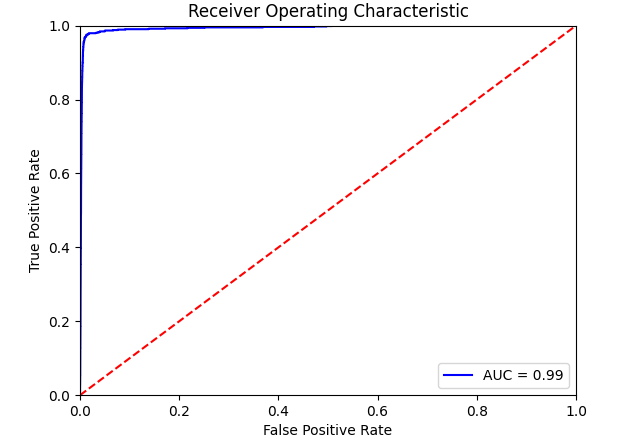 Receiver Operating Characteristic
1.0
0.8
0.6
0.4
0.2
0.0
True Positive Rate
AUC = 0.99
0.0 0.2 0.4 0.6 0.8 1.0
False Positive Rate